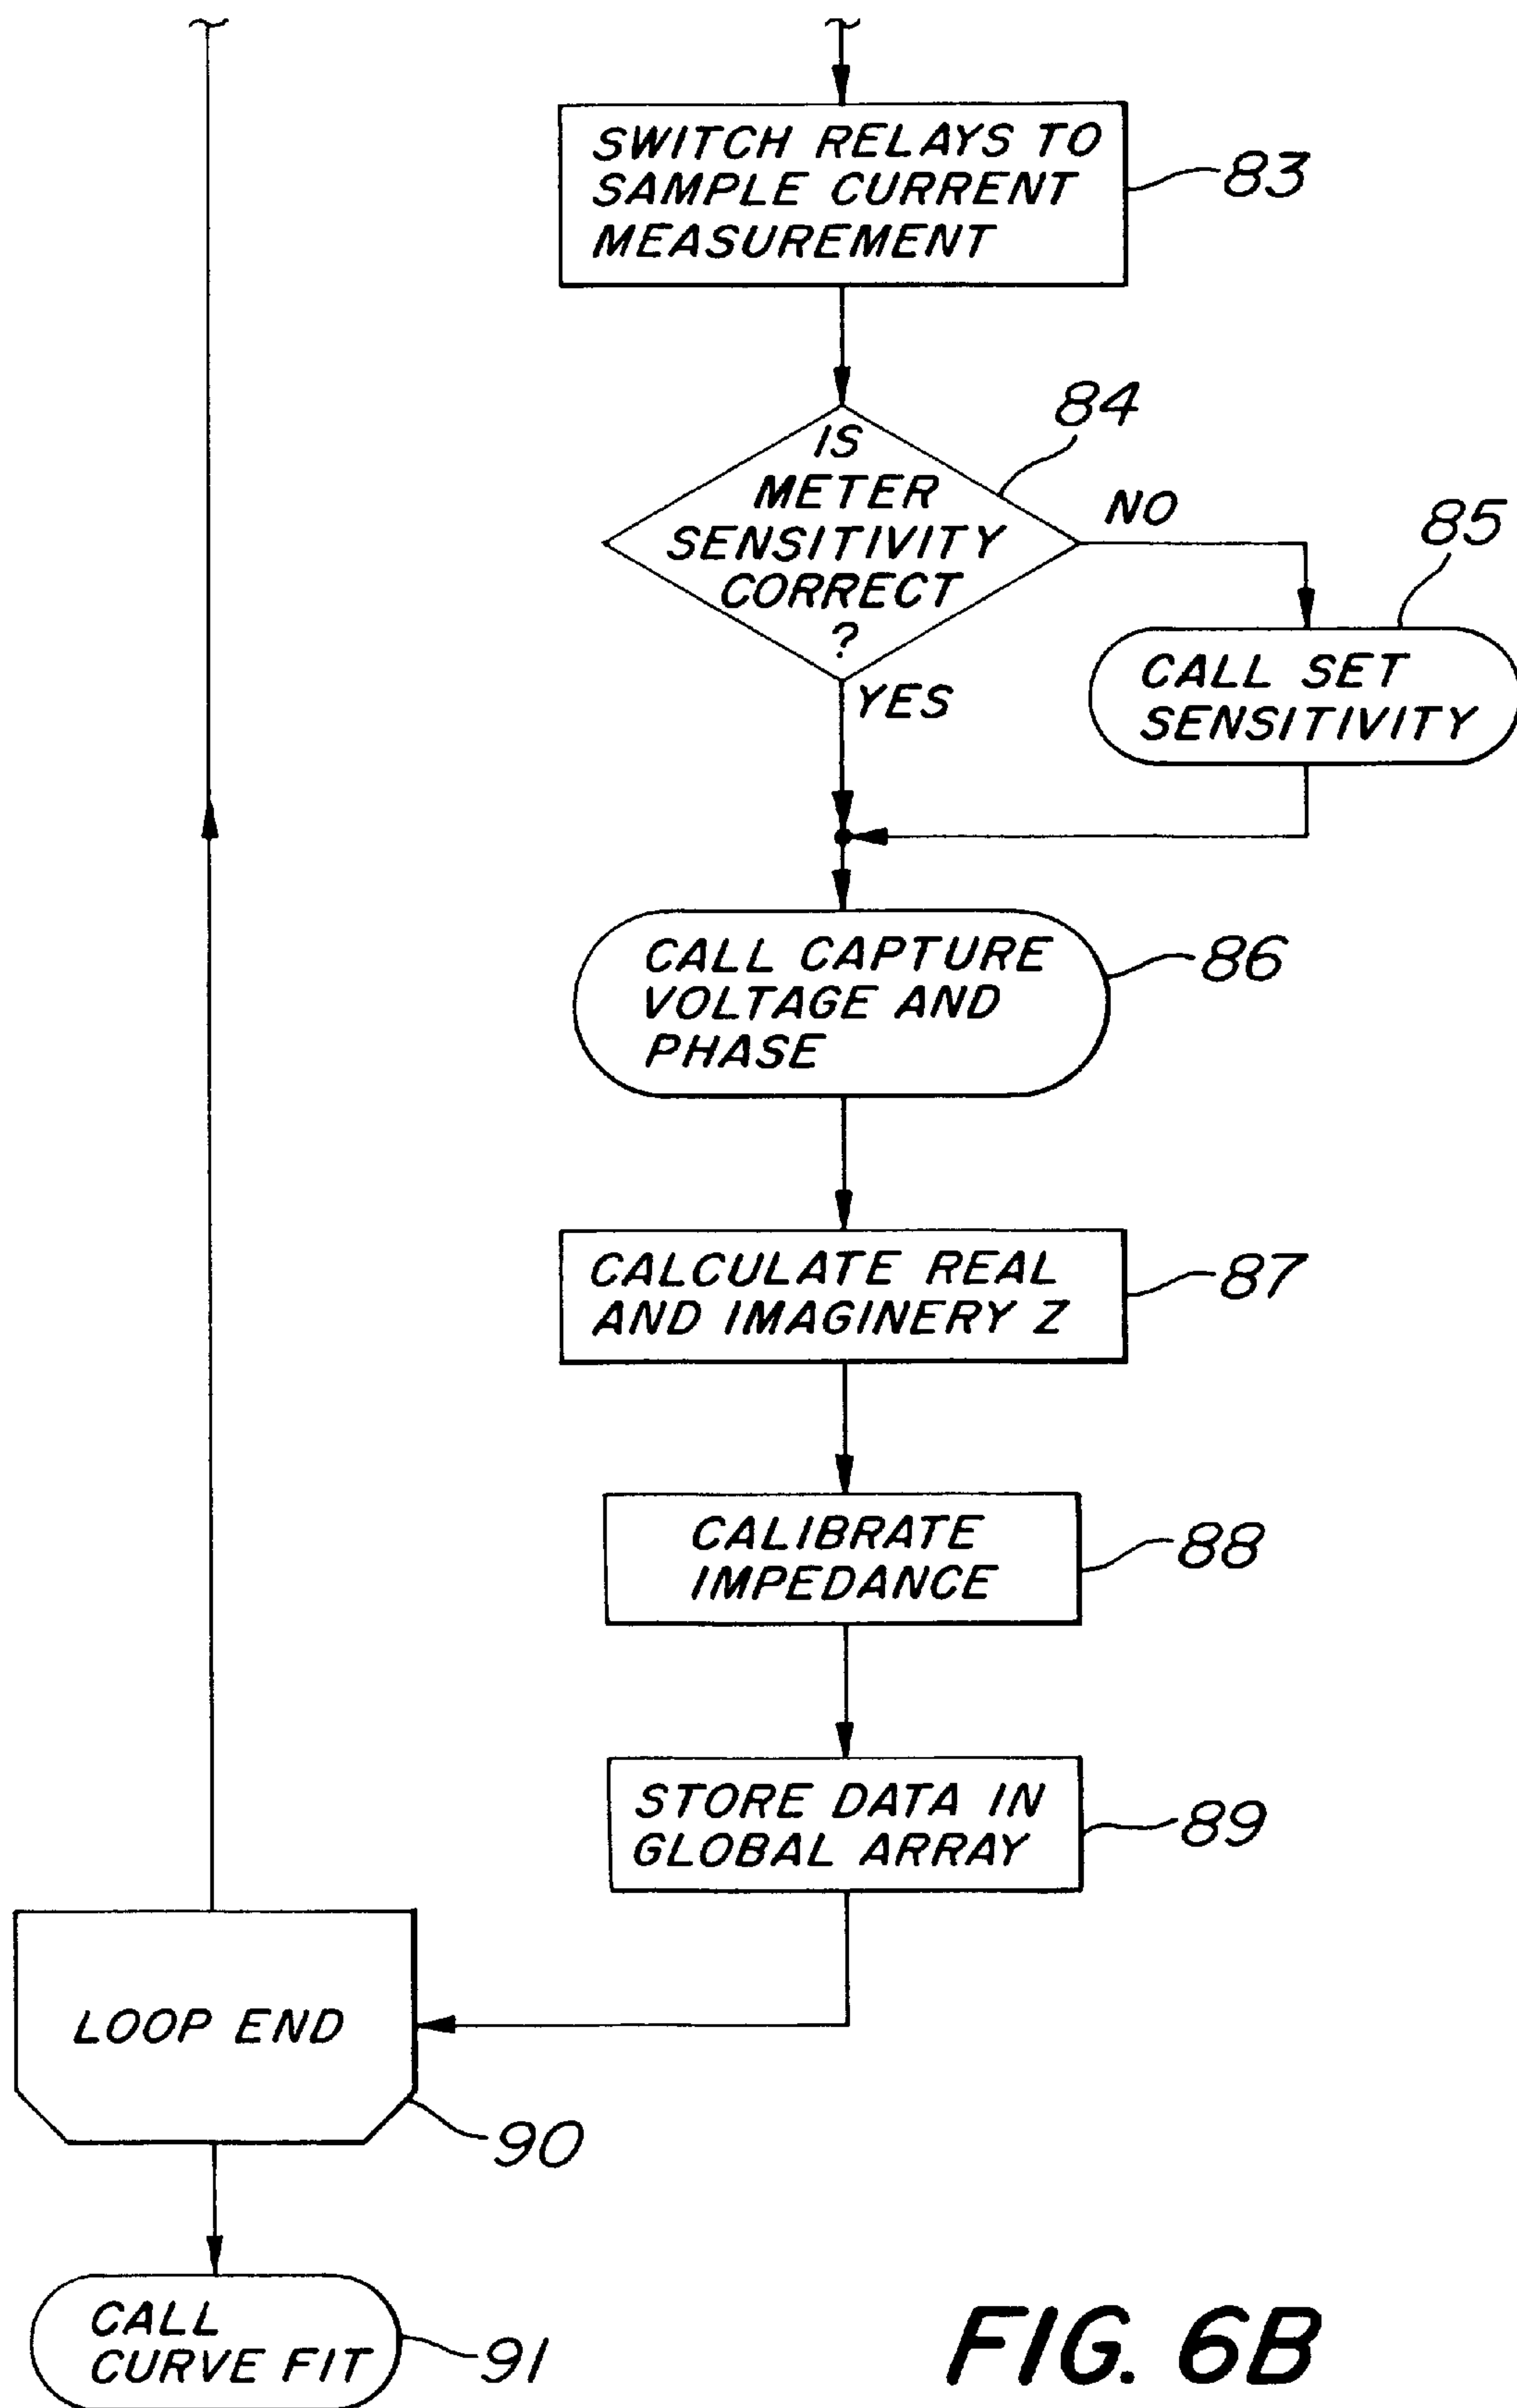 SWITCH RELAYS TO
SAMPLE CURRENT
MEASUREMENT
83
IS
METER
SENSITIVITY
CORRECT
?
84
NO
YES
85
CALL SET
SENSITIVITY
CALL CAPTURE
VOLTAGE AND
PHASE
86
CALCULATE REAL
AND IMAGINERY Z
87
CALIBRATE
IMPEDANCE
88
STORE DATA IN
GLOBAL ARRAY
89
LOOP END
90
CALL
CURVE FIT
91
FIG. 6B